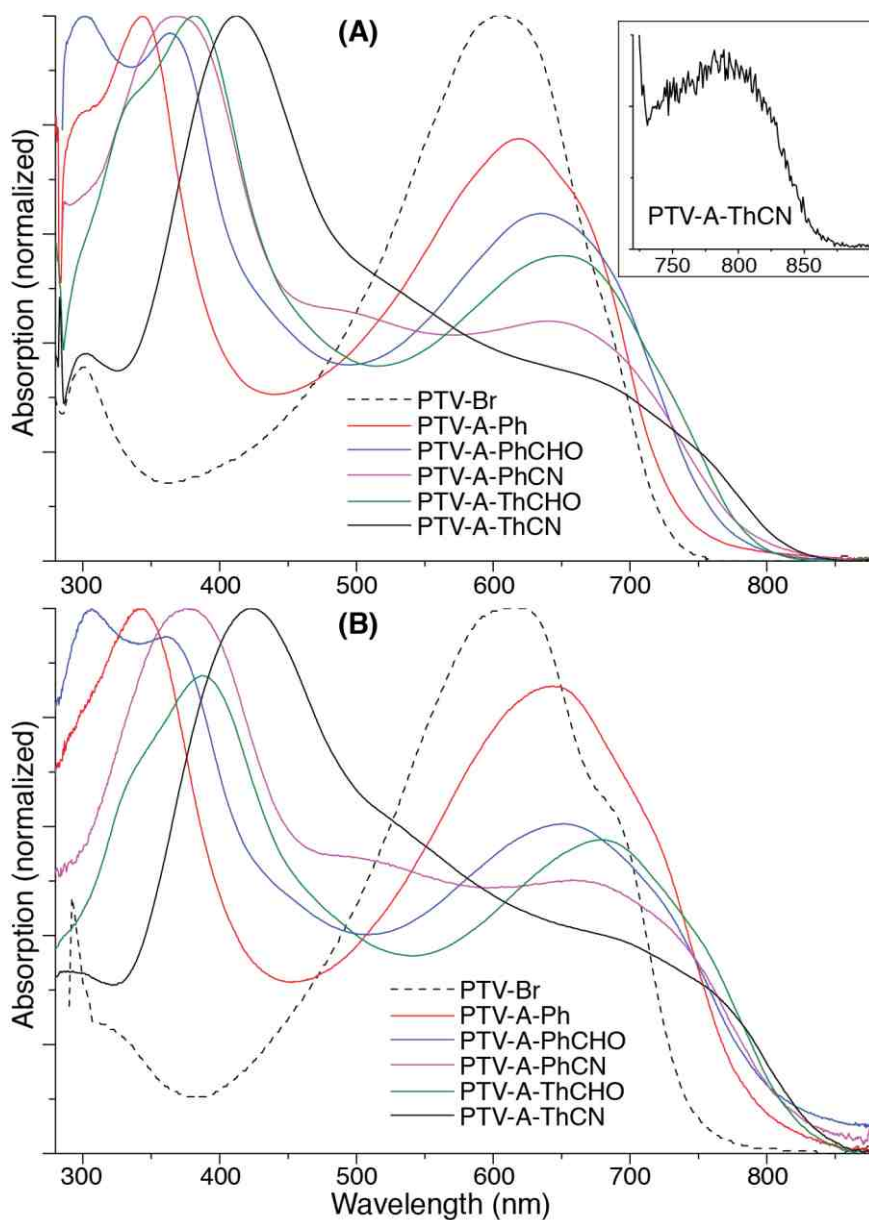 (A)
PTV-A-ThCN
750 800 850
Absorption (normalized)
PTV-Br
PTV-A-Ph
PTV-A-PhCHO
PTV-A-PhCN
PTV-A-ThCHO
PTV-A-ThCN
300 400 500 600 700 800
(B)
Absorption (normalized)
PTV-Br
PTV-A-Ph
PTV-A-PhCHO
PTV-A-PhCN
PTV-A-ThCHO
PTV-A-ThCN
300 400 500 600 700 800
Wavelength (nm)